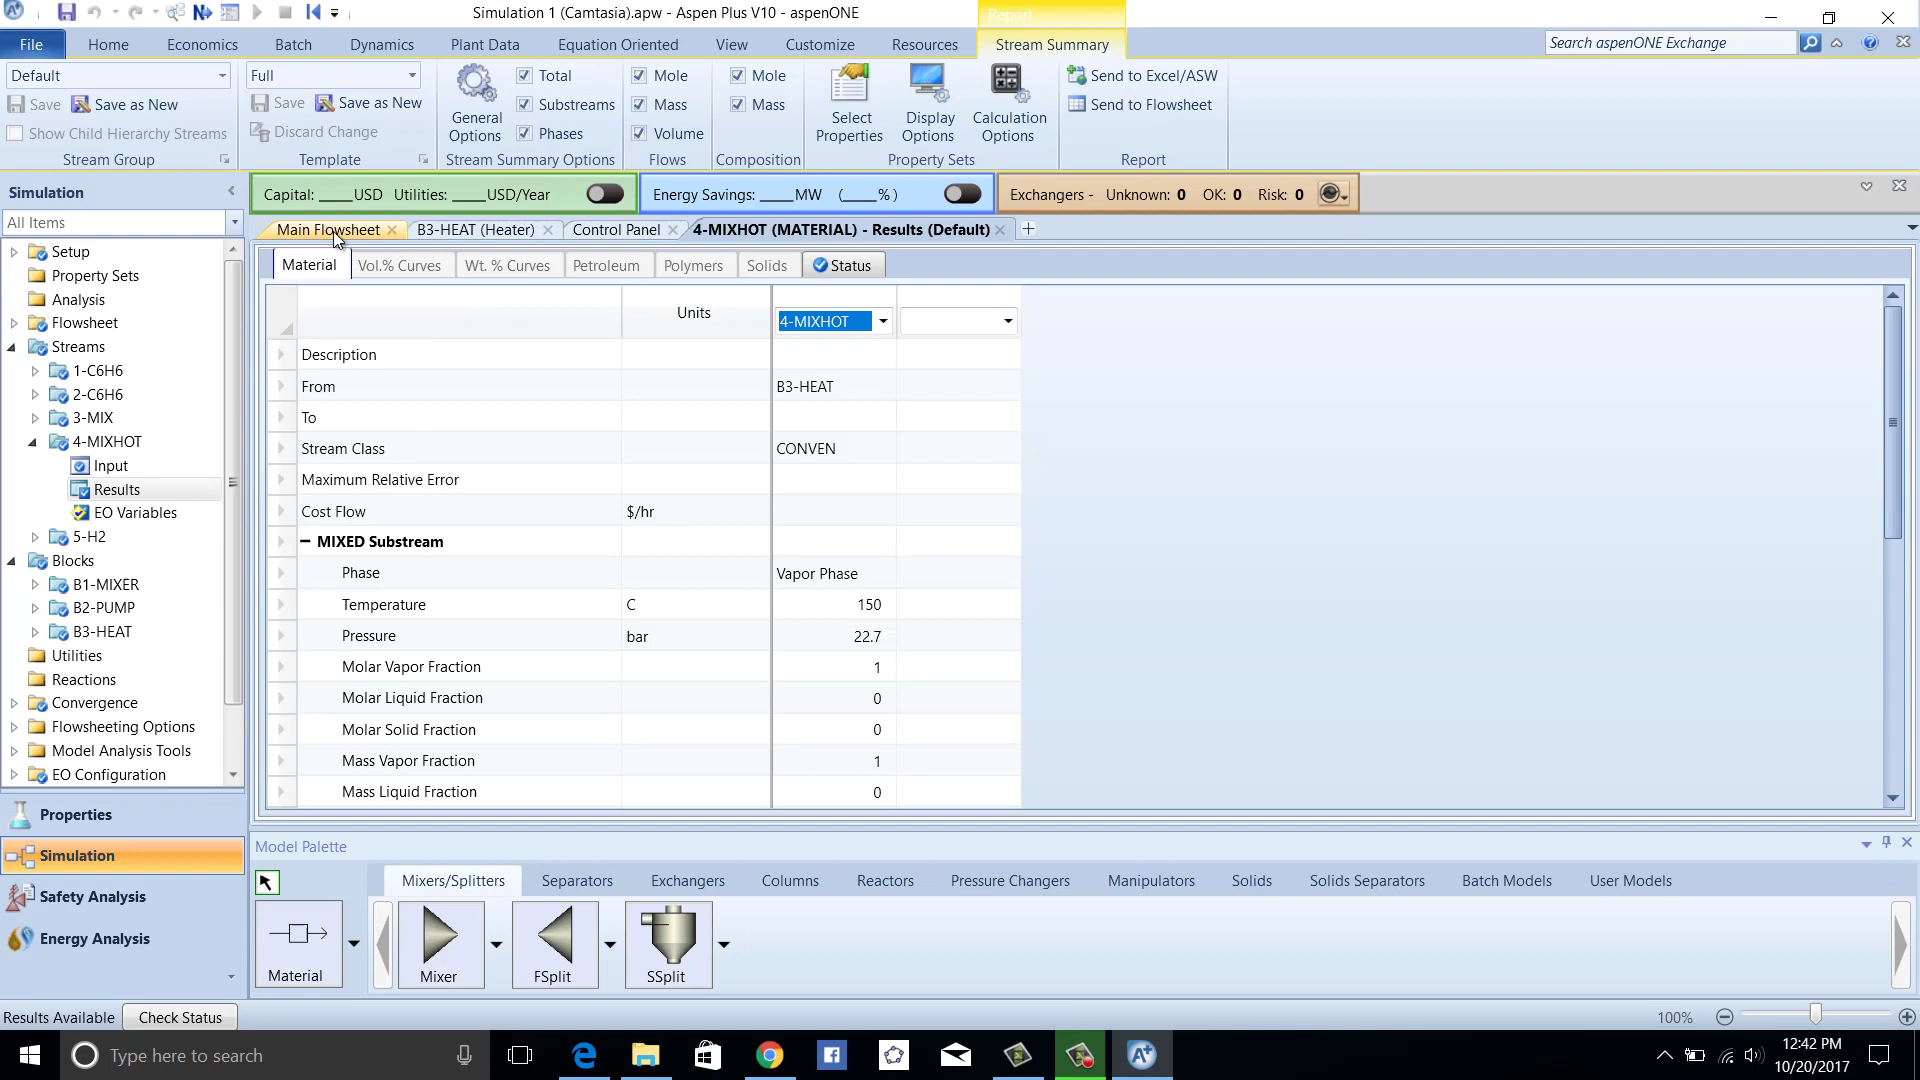 Simulation 1 (Camtasia).apw - Aspen Plus V10 - aspenONE
Report
File Home Economics Batch Dynamics Plant Data Equation Oriented View Customize Resources Stream Summary Search aspenONE Exchange
Default
Save Save as New
Show Child Hierarchy Streams
Stream Group
Full
Save Save as New
Discard Change
Template
General Options
Total
Substreams
Phases
Stream Summary Options
Mole
Mass
Volume
Flows
Mole
Mass
Composition
Select Properties
Display Options
Calculation Options
Property Sets
Send to Excel/ASW
Send to Flowsheet
Report
Simulation
All Items
Setup
Property Sets
Analysis
Flowsheet
Streams
1-C6H6
2-C6H6
3-MIX
4-MIXHOT
Input
Results
EO Variables
5-H2
Blocks
B1-MIXER
B2-PUMP
B3-HEAT
Utilities
Reactions
Convergence
Flowsheeting Options
Model Analysis Tools
EO Configuration
Properties
Simulation
Safety Analysis
Energy Analysis
Capital: ____USD Utilities: ____USD/Year
Energy Savings: ____MW (____%)
Exchangers - Unknown: 0 OK: 0 Risk: 0
Main Flowsheet B3-HEAT (Heater) Control Panel 4-MIXHOT (MATERIAL) - Results (Default)
Material Vol.% Curves Wt. % Curves Petroleum Polymers Solids Status
Units 4-MIXHOT
Description
From B3-HEAT
To
Stream Class CONVEN
Maximum Relative Error
Cost Flow $/hr
MIXED Substream
Phase Vapor Phase
Temperature C 150
Pressure bar 22.7
Molar Vapor Fraction 1
Molar Liquid Fraction 0
Molar Solid Fraction 0
Mass Vapor Fraction 1
Mass Liquid Fraction 0
Model Palette
Mixers/Splitters Separators Exchangers Columns Reactors Pressure Changers Manipulators Solids Solids Separators Batch Models User Models
Material Mixer FSplit SSplit
Results Available Check Status 100%
Type here to search
12:42 PM
10/20/2017